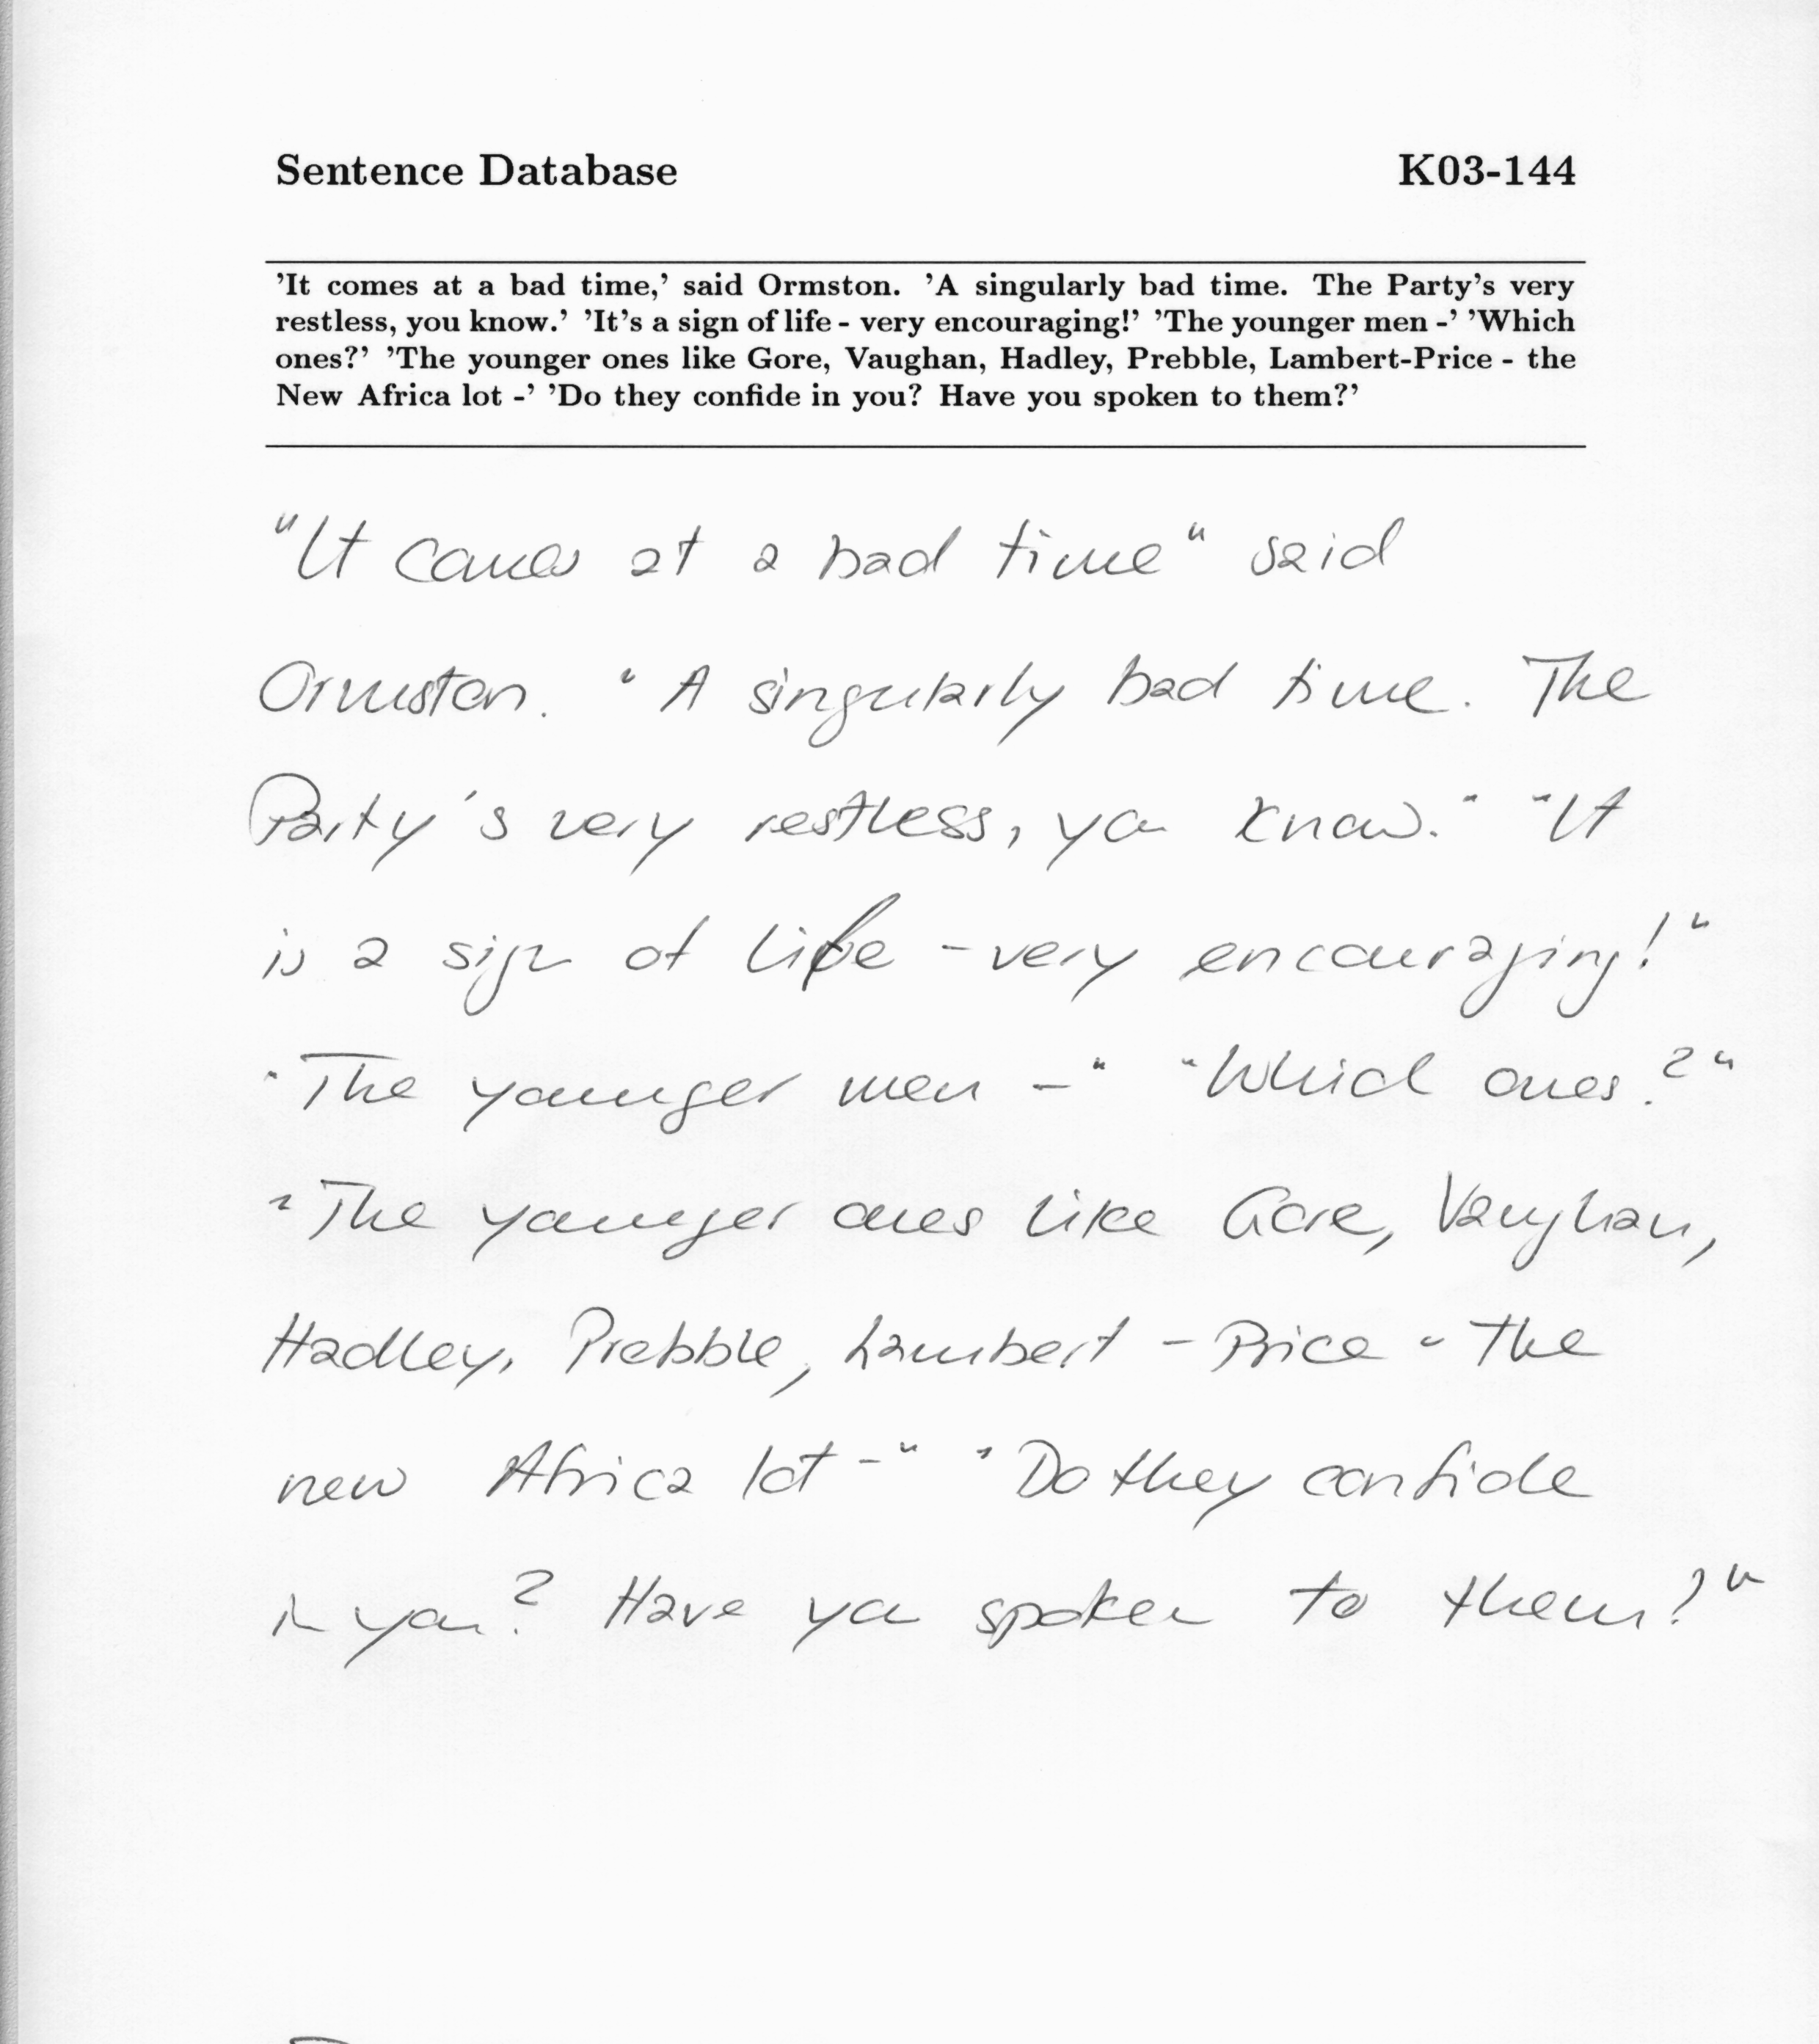 Sentence Database K03-144
'It comes at a bad time,' said Ormston. 'A singularly bad time. The Party's very
restless, you know.' 'It's a sign of life - very encouraging!' 'The younger men -' 'Which
ones?' 'The younger ones like Gore, Vaughan, Hadley, Prebble, Lambert-Price - the
New Africa lot -' 'Do they confide in you? Have you spoken to them?'
"It comes at a bad time" said
Ormston. "A singularly bad time. The
Party's very restless, you know." "It
is a sign of life - very encouraging!"
"The younger men -" "Which ones?"
"The younger ones like Gore, Vaughan,
Hadley, Prebble, Lambert - Price - the
new Africa lot -" "Do they confide
in you? Have you spoken to them?"